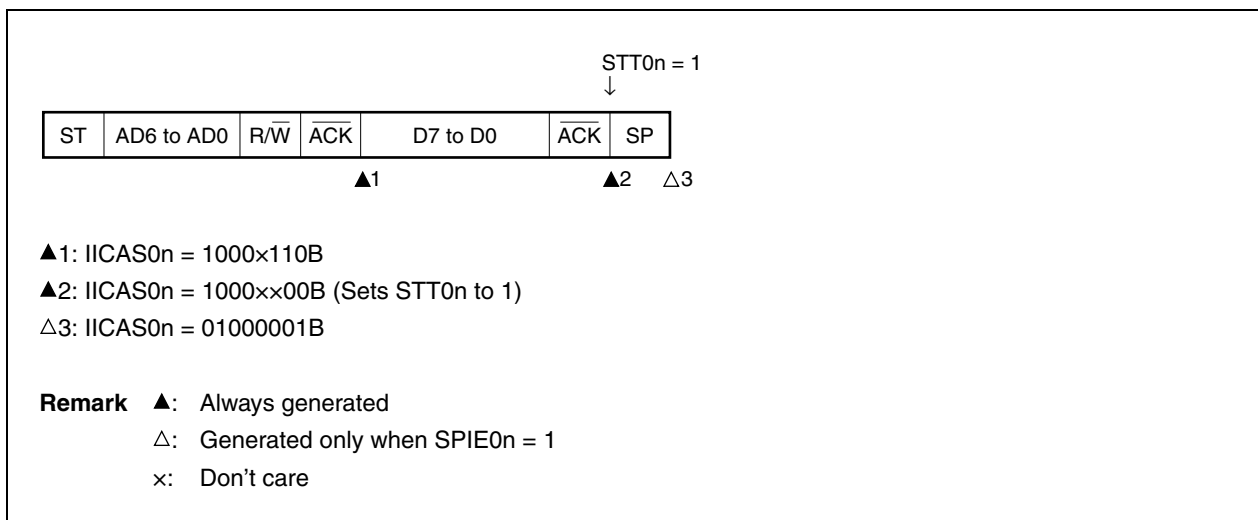 STT0n = 1
↓
ST AD6 to AD0 R/W̅ A̅C̅K̅ D7 to D0 A̅C̅K̅ SP
▲1 ▲2 △3
▲1: IICAS0n = 1000×110B
▲2: IICAS0n = 1000××00B (Sets STT0n to 1)
△3: IICAS0n = 01000001B
Remark ▲: Always generated
△: Generated only when SPIE0n = 1
×: Don't care